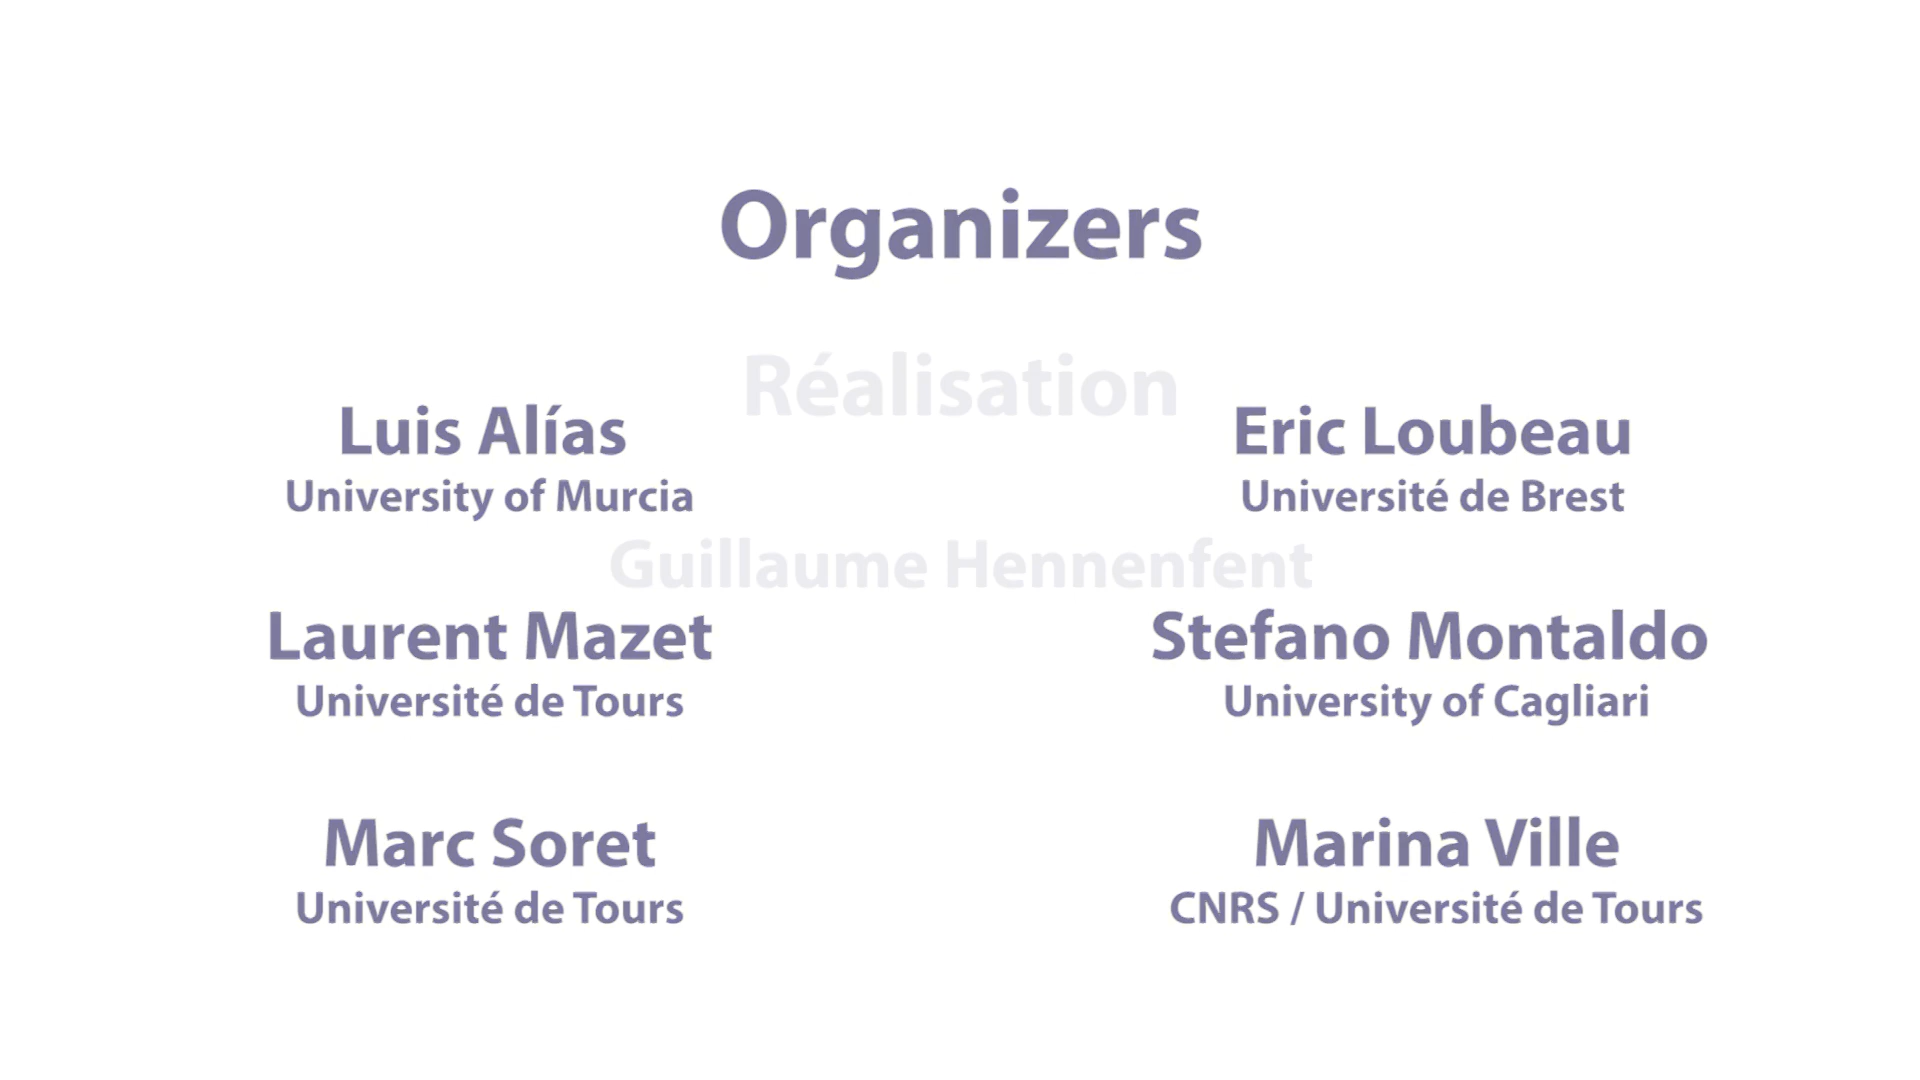 Organizers
Réalisation
Luis Alías
University of Murcia
Eric Loubeau
Université de Brest
Guillaume Hennenfent
Laurent Mazet
Université de Tours
Stefano Montaldo
University of Cagliari
Marc Soret
Université de Tours
Marina Ville
CNRS / Université de Tours